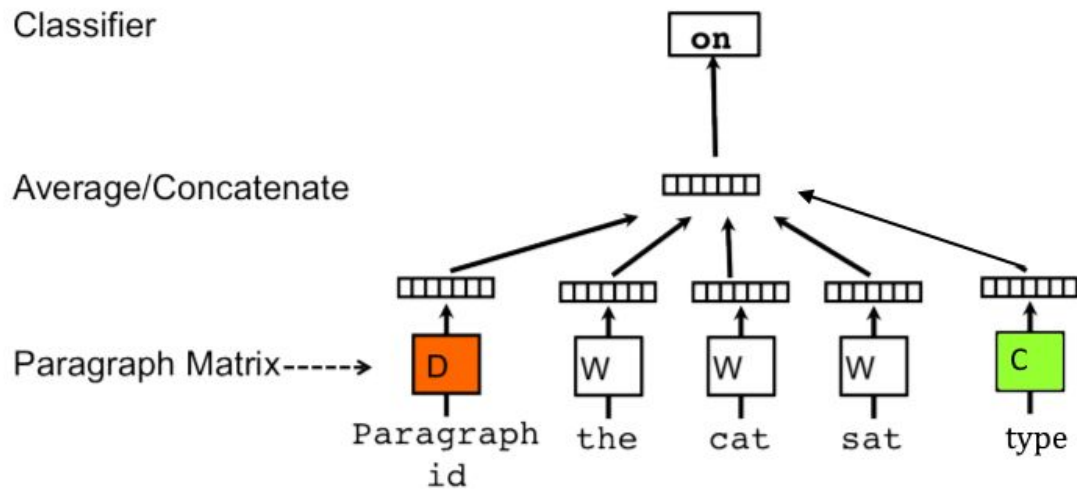 Classifier
on
Average/Concatenate
Paragraph Matrix
D
W
W
W
C
Paragraph
id
the
cat
sat
type